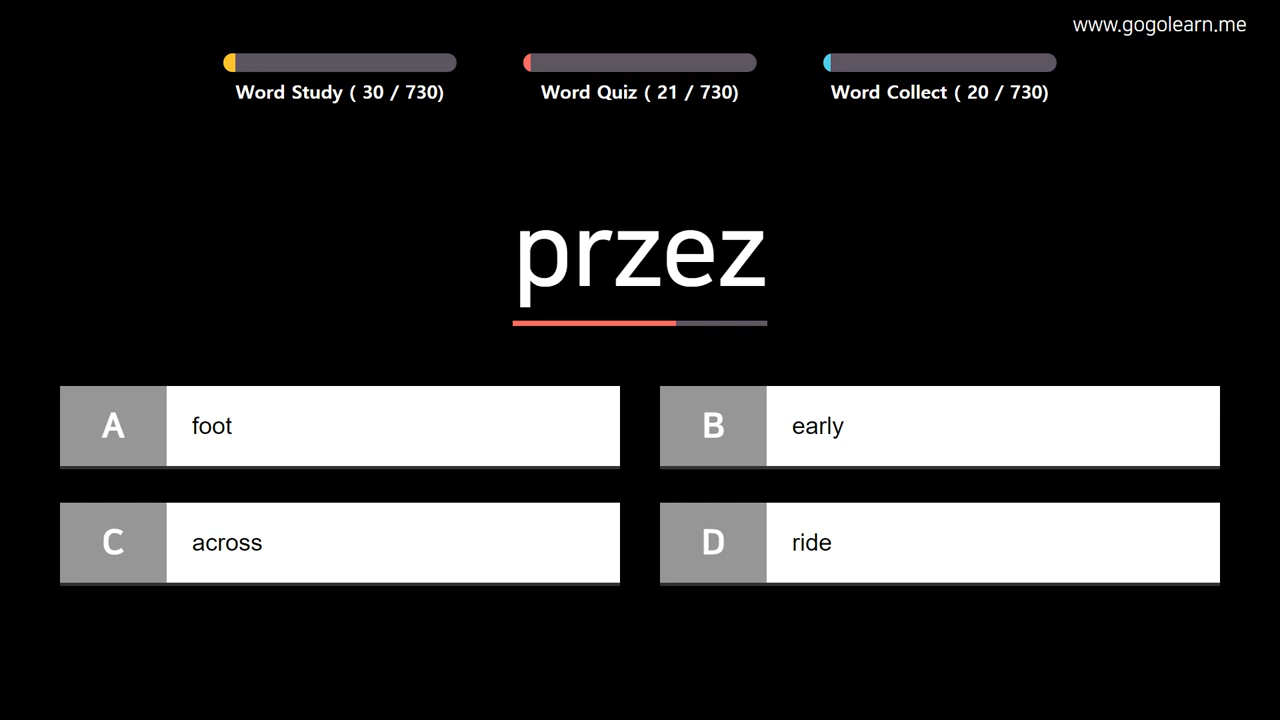 www.gogolearn.me
Word Study ( 30 / 730)
Word Quiz ( 21 / 730)
Word Collect ( 20 / 730)
przez
A foot
B early
C across
D ride